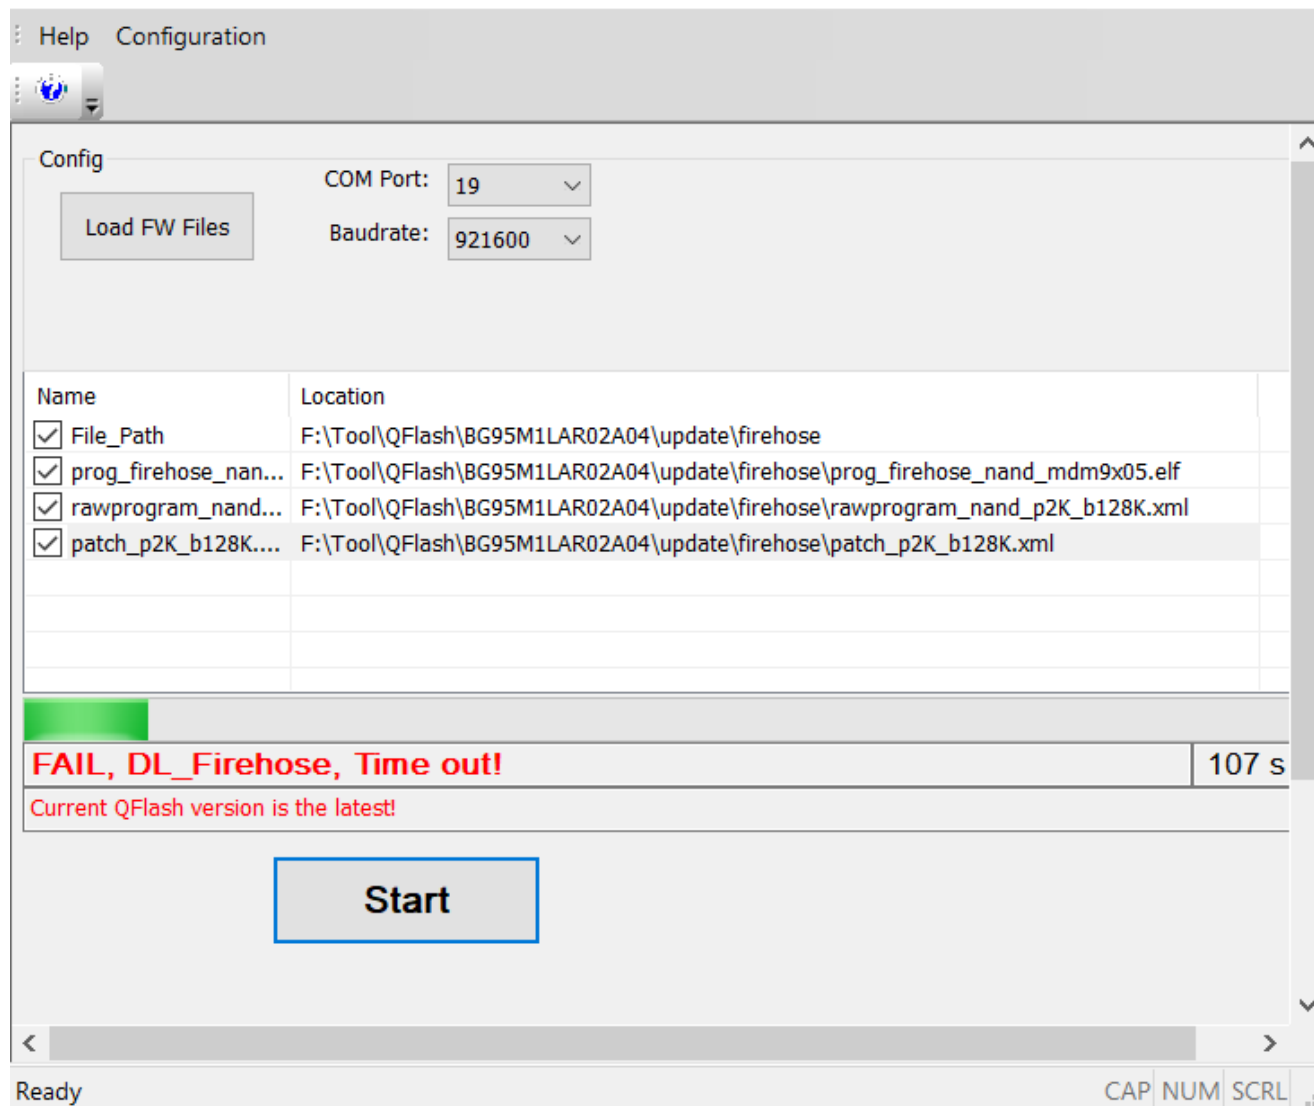 Help Configuration
Config
Load FW Files
COM Port: 19
Baudrate: 921600
Name Location
File_Path F:\Tool\QFlash\BG95M1LAR02A04\update\firehose
prog_firehose_nan... F:\Tool\QFlash\BG95M1LAR02A04\update\firehose\prog_firehose_nand_mdm9x05.elf
rawprogram_nand... F:\Tool\QFlash\BG95M1LAR02A04\update\firehose\rawprogram_nand_p2K_b128K.xml
patch_p2K_b128K.... F:\Tool\QFlash\BG95M1LAR02A04\update\firehose\patch_p2K_b128K.xml
FAIL, DL_Firehose, Time out! 107 s
Current QFlash version is the latest!
Start
Ready CAP NUM SCRL